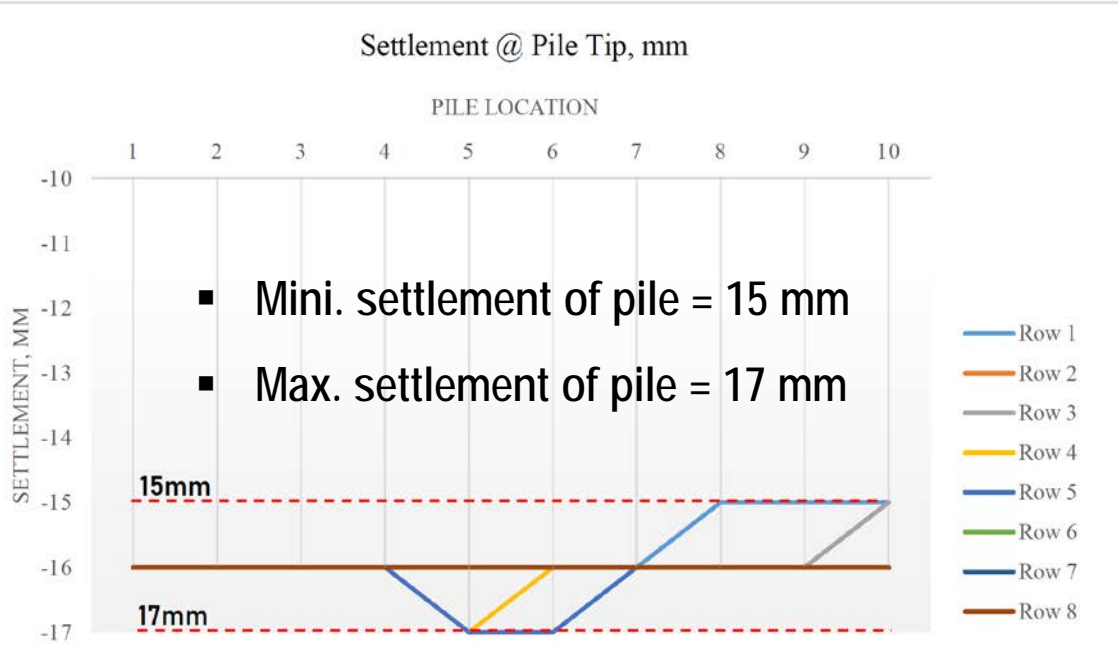 Settlement @ Pile Tip, mm
PILE LOCATION
1 2 3 4 5 6 7 8 9 10
SETTLEMENT, MM
-10
-11
-12
-13
-14
-15
-16
-17
▪ Mini. settlement of pile = 15 mm
▪ Max. settlement of pile = 17 mm
15mm
17mm
Row 1
Row 2
Row 3
Row 4
Row 5
Row 6
Row 7
Row 8